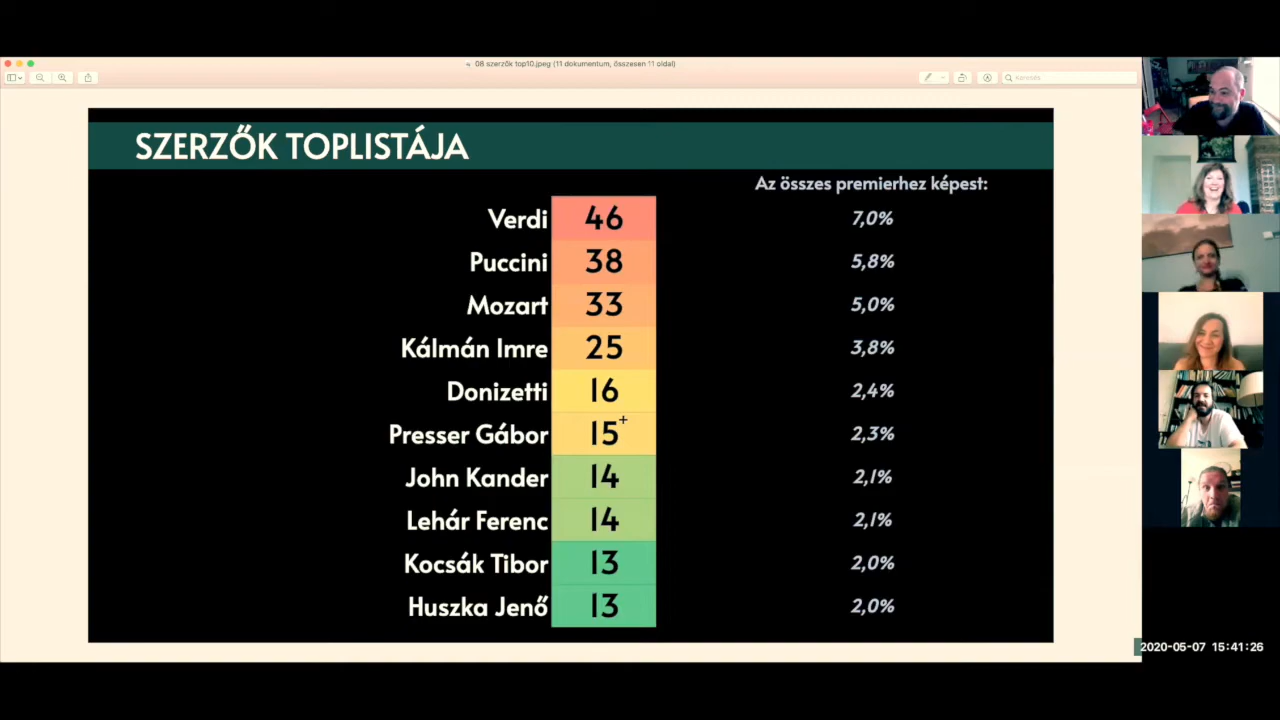 08 szerzők top10.jpeg (11 dokumentum, összesen 11 oldal)
Keresés
SZERZŐK TOPLISTÁJA
Az összes premierhez képest:
Verdi 46 7,0%
Puccini 38 5,8%
Mozart 33 5,0%
Kálmán Imre 25 3,8%
Donizetti 16 2,4%
Presser Gábor 15 2,3%
John Kander 14 2,1%
Lehár Ferenc 14 2,1%
Kocsák Tibor 13 2,0%
Huszka Jenő 13 2,0%
2020-05-07 15:41:26